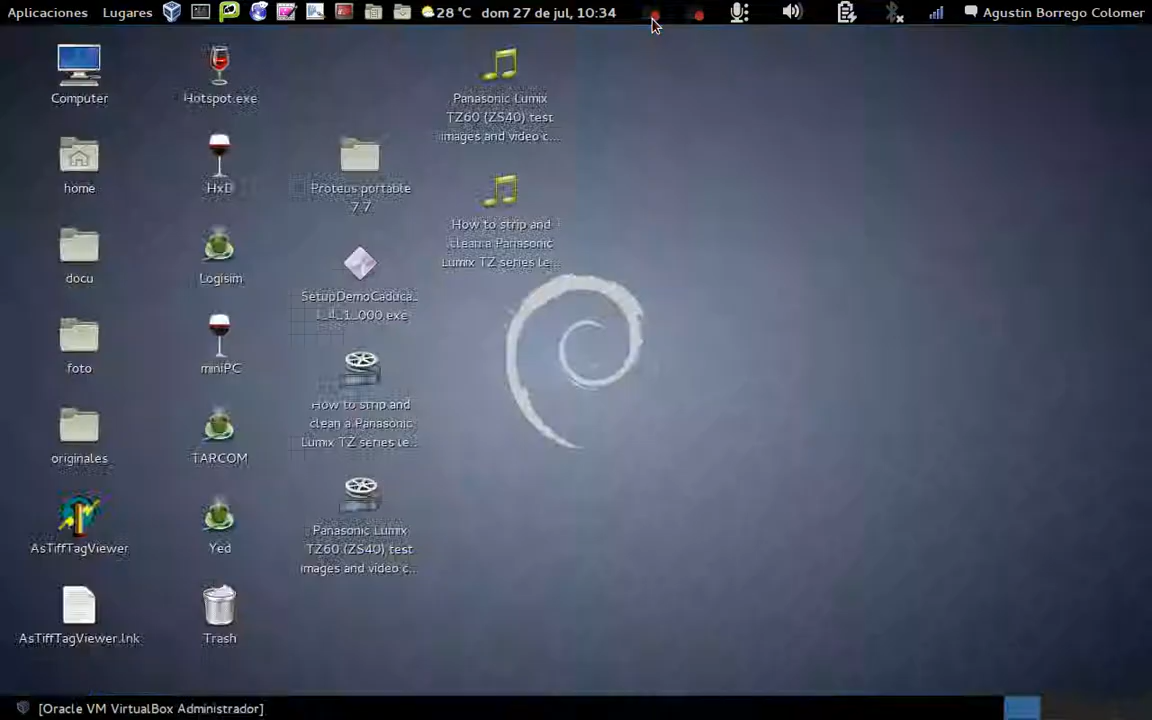 Aplicaciones Lugares 28 °C dom 27 de jul, 10:34 Agustin Borrego Colomer
Computer
home
docu
foto
originales
AsTiffTagViewer
AsTiffTagViewer.lnk
Hotspot.exe
HxD
Logisim
miniPC
TARCOM
Yed
Trash
Proteus portable
7.7
SetupDemoCaduca...
How to strip and
clean a Panasonic
Lumix TZ series le...
Panasonic Lumix
TZ60 (ZS40) test
images and video c...
Panasonic Lumix
TZ60 (ZS40) test
images and video c...
How to strip and
clean a Panasonic
Lumix TZ series le...
[Oracle VM VirtualBox Administrador]